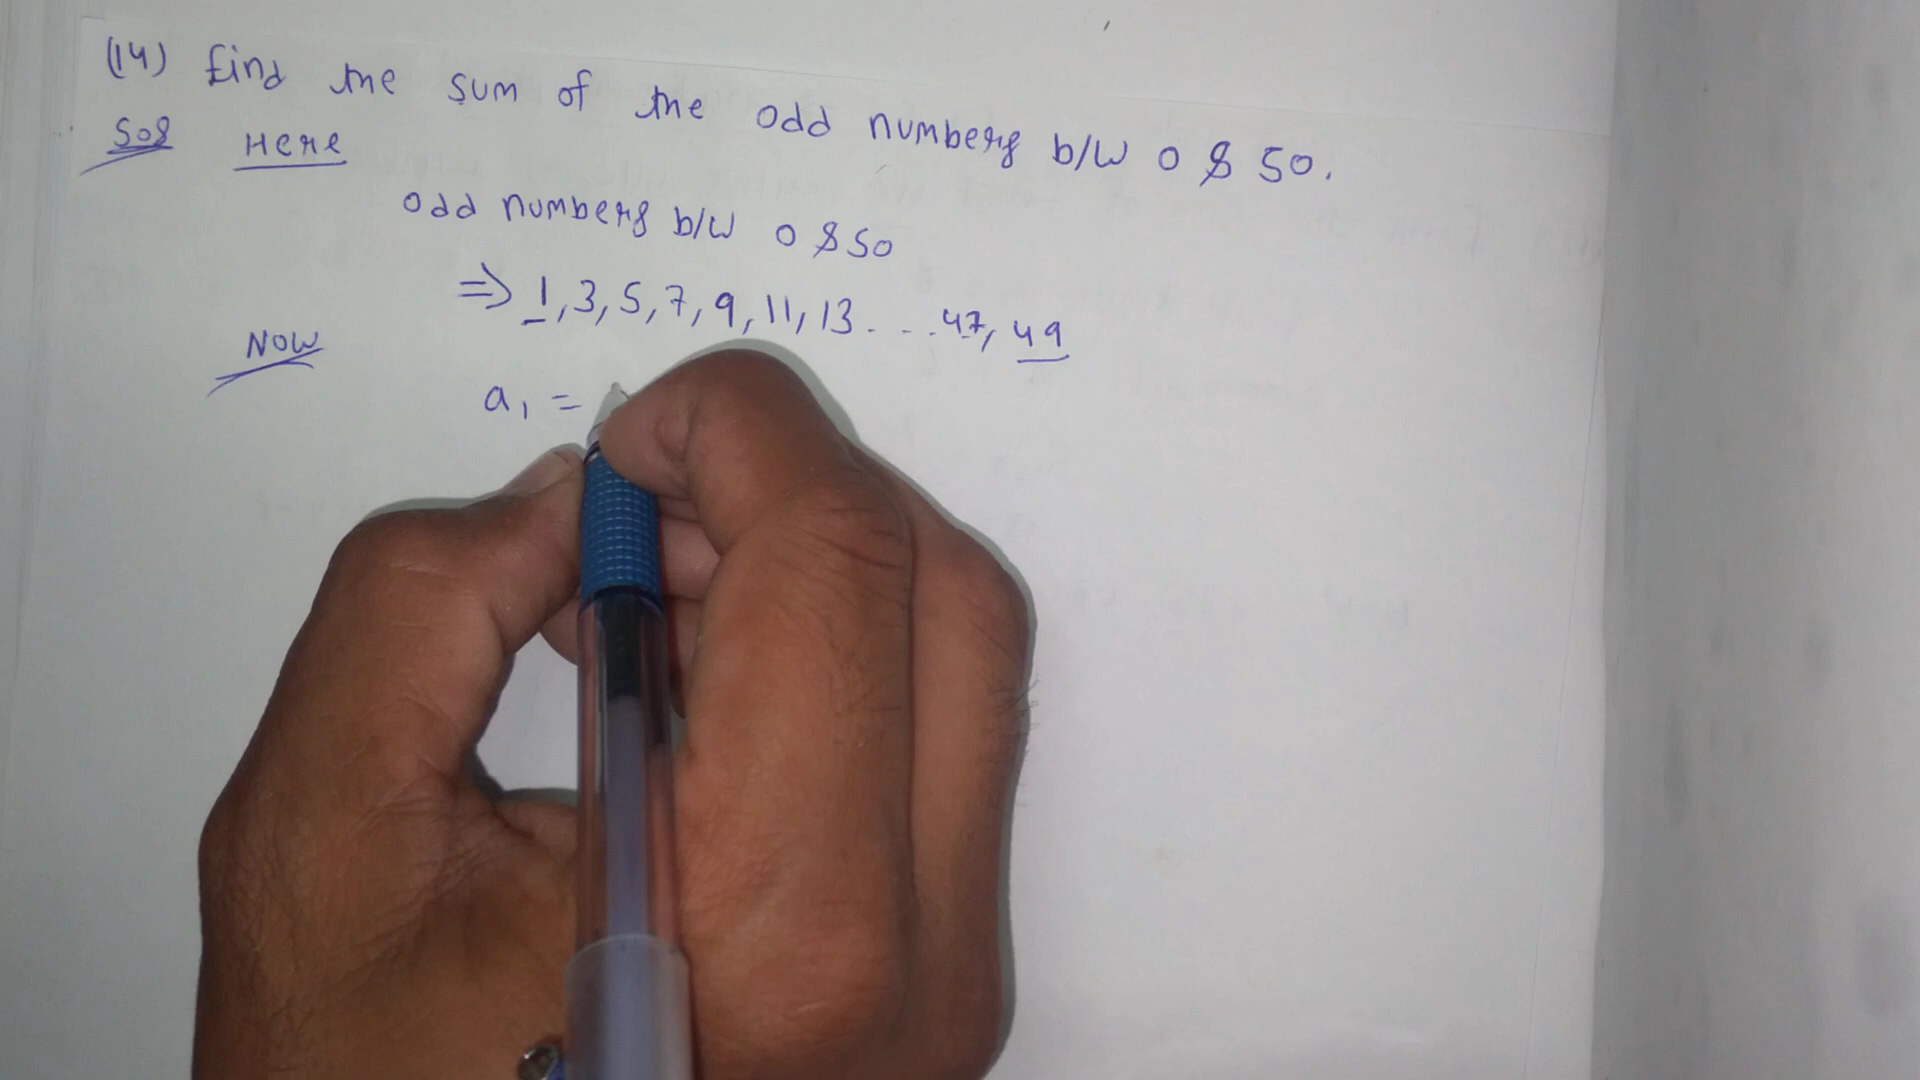 (14) Find the sum of the odd numbers b/w 0 & 50.
Sol Here
odd numbers b/w 0 & 50
⇒ 1, 3, 5, 7, 9, 11, 13 . . . 47, 49
Now
a₁ =